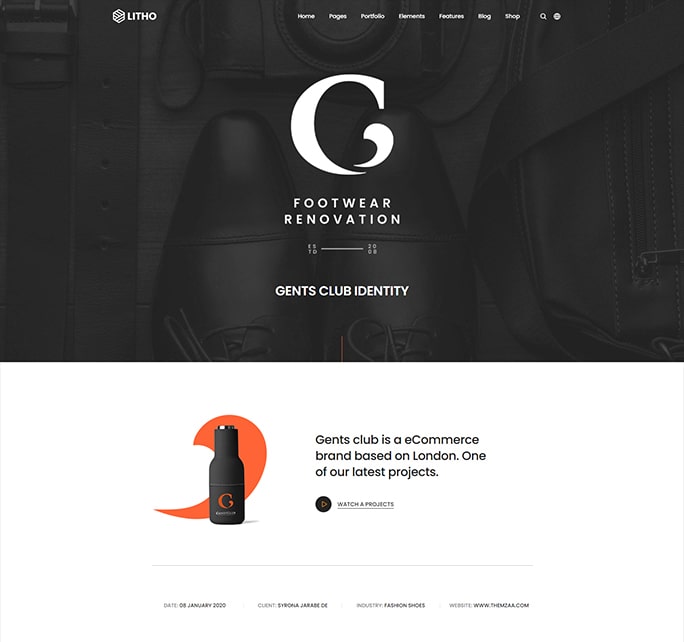 LITHO
Home Pages Portfolio Elements Features Blog Shop
G
FOOTWEAR
RENOVATION
ES
TD
20
08
GENTS CLUB IDENTITY
Gents club is a eCommerce
brand based on London. One
of our latest projects.
G
WATCH A PROJECTS
DATE: 08 JANUARY 2020 CLIENT: SYRONA JARABE DE INDUSTRY: FASHION SHOES WEBSITE: WWW.THEMZAA.COM